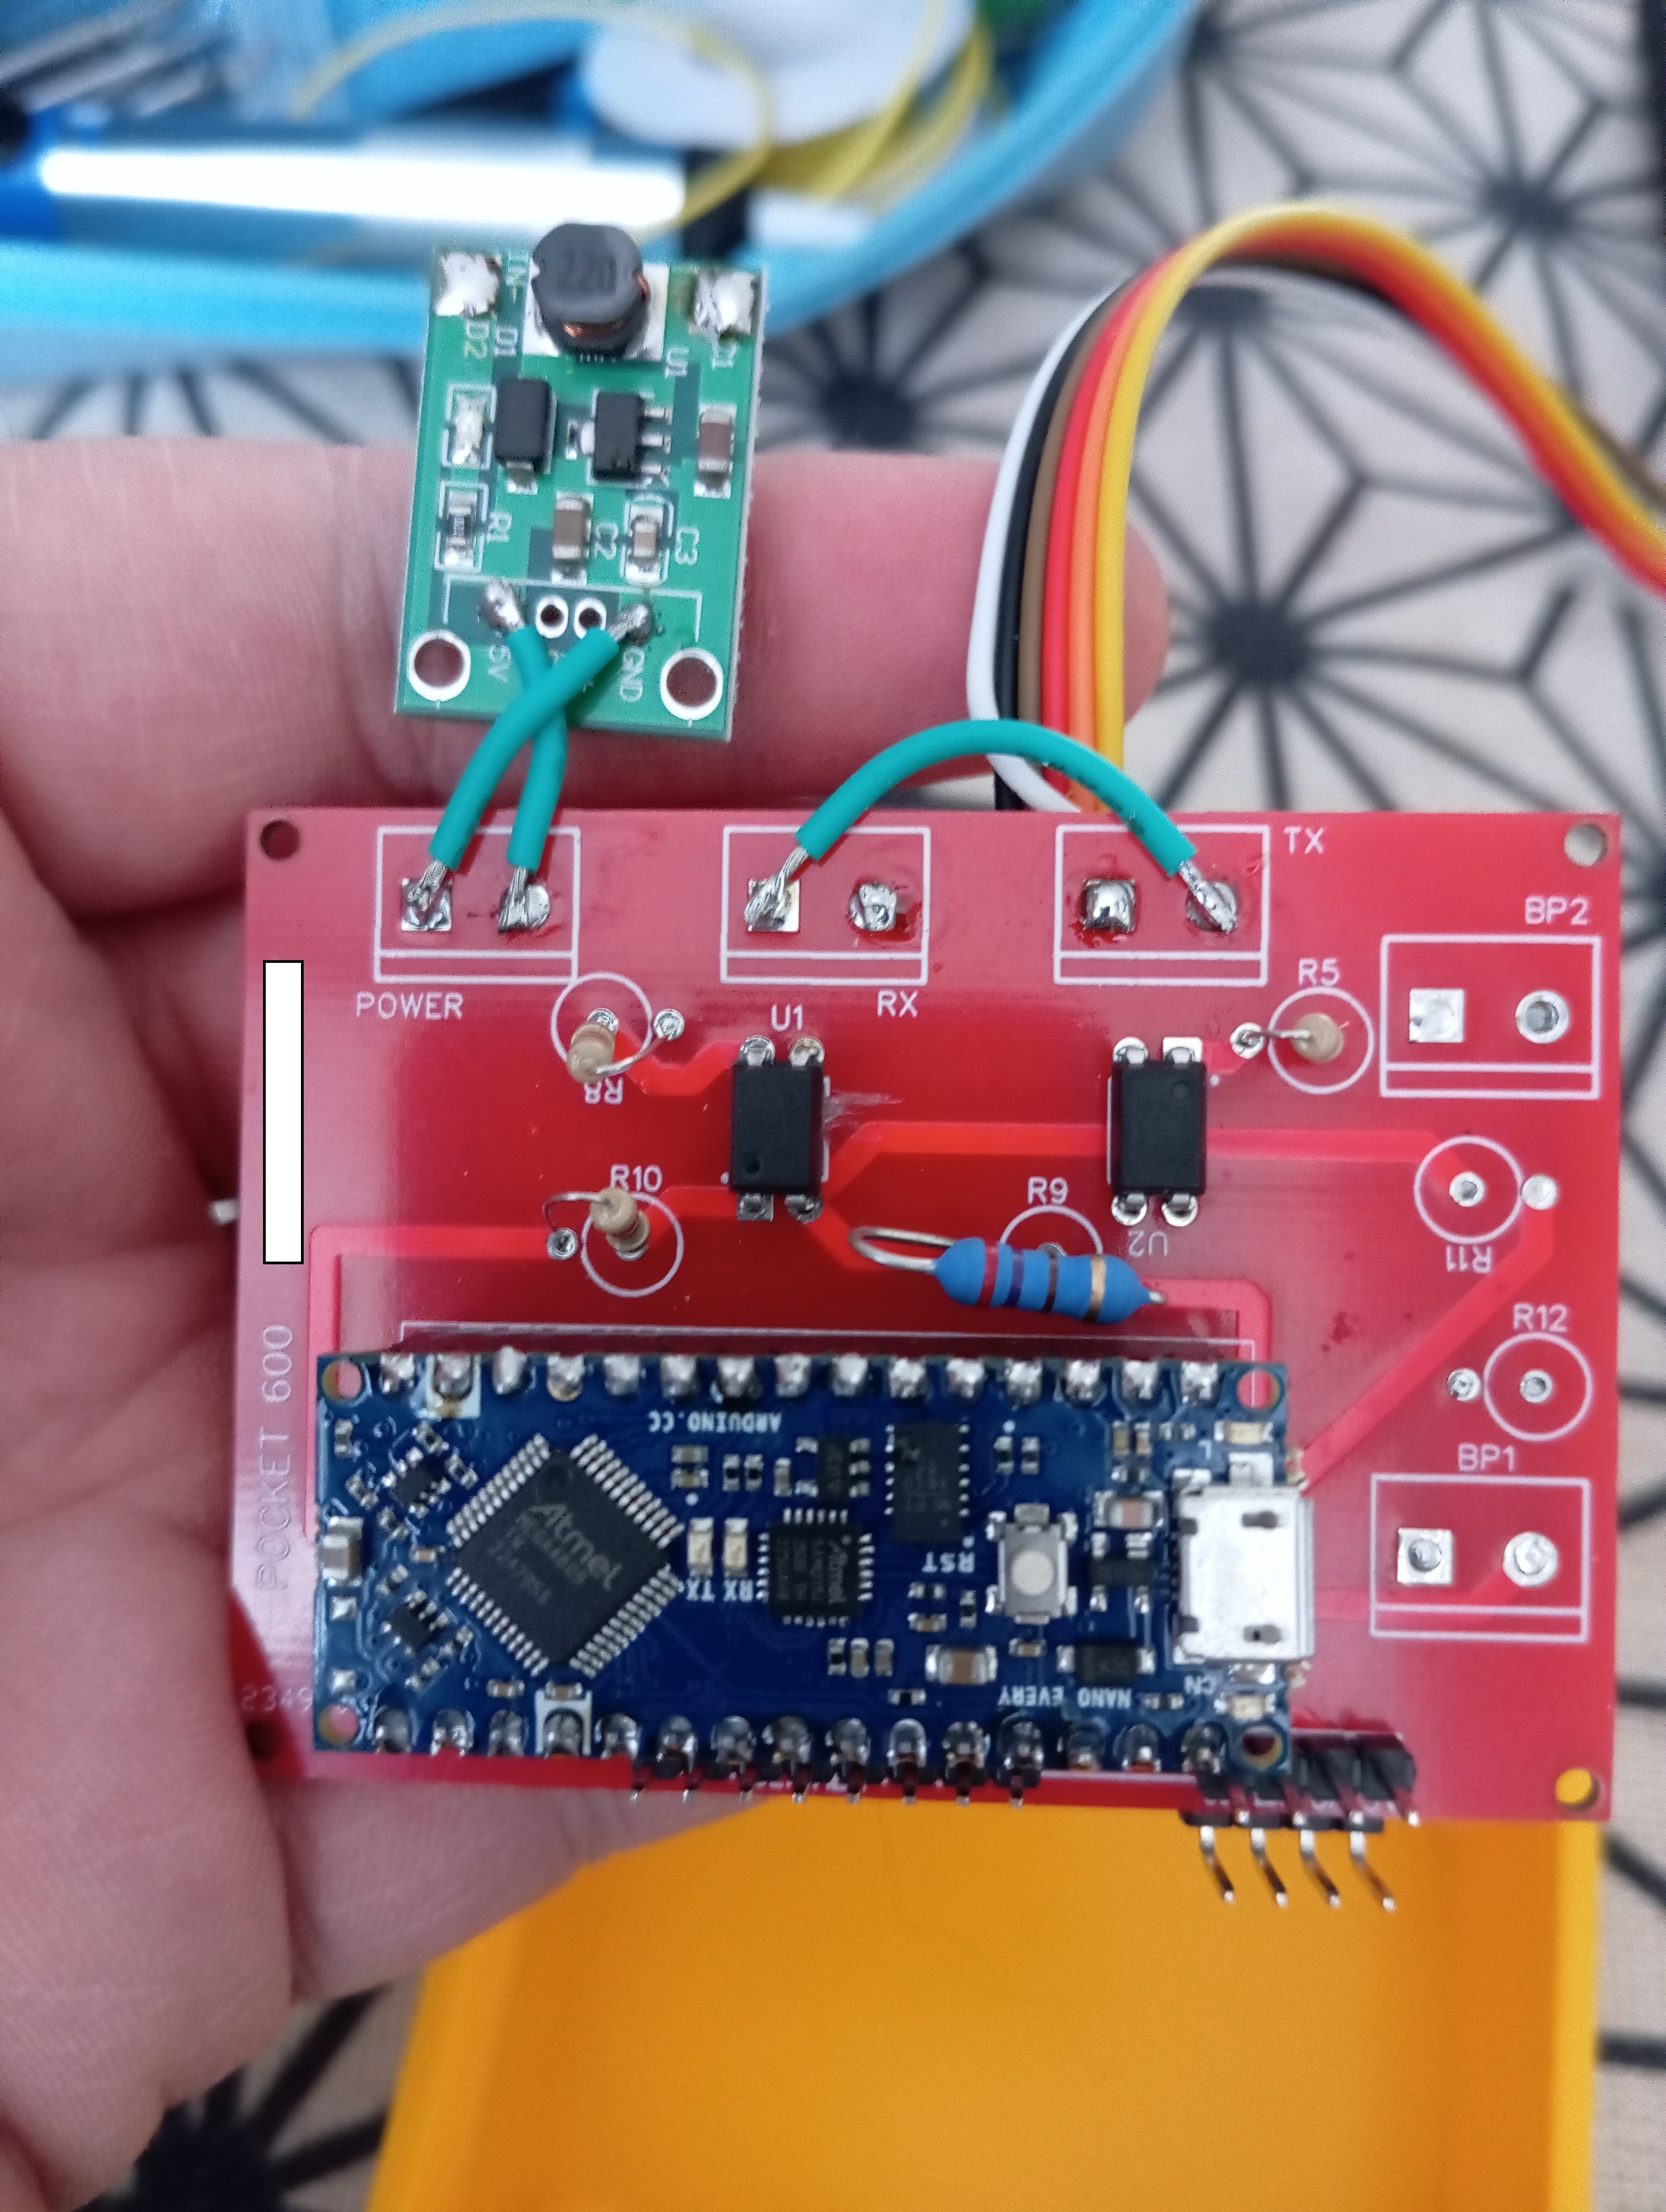 220
IN-
D2
D1
U1
R1
C2
C3
5V
GND
TX
BP2
POWER
RX
R5
U1
R8
R10
R9
U2
R11
R12
BP1
POCKET 600
ARDUINO.CC
Atmel
TX
RX
RST
L
NANO EVERY
2349